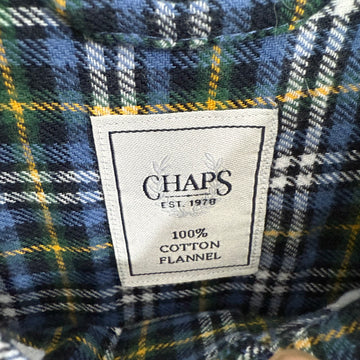 CHAPS
EST. 1978
100%
COTTON
FLANNEL